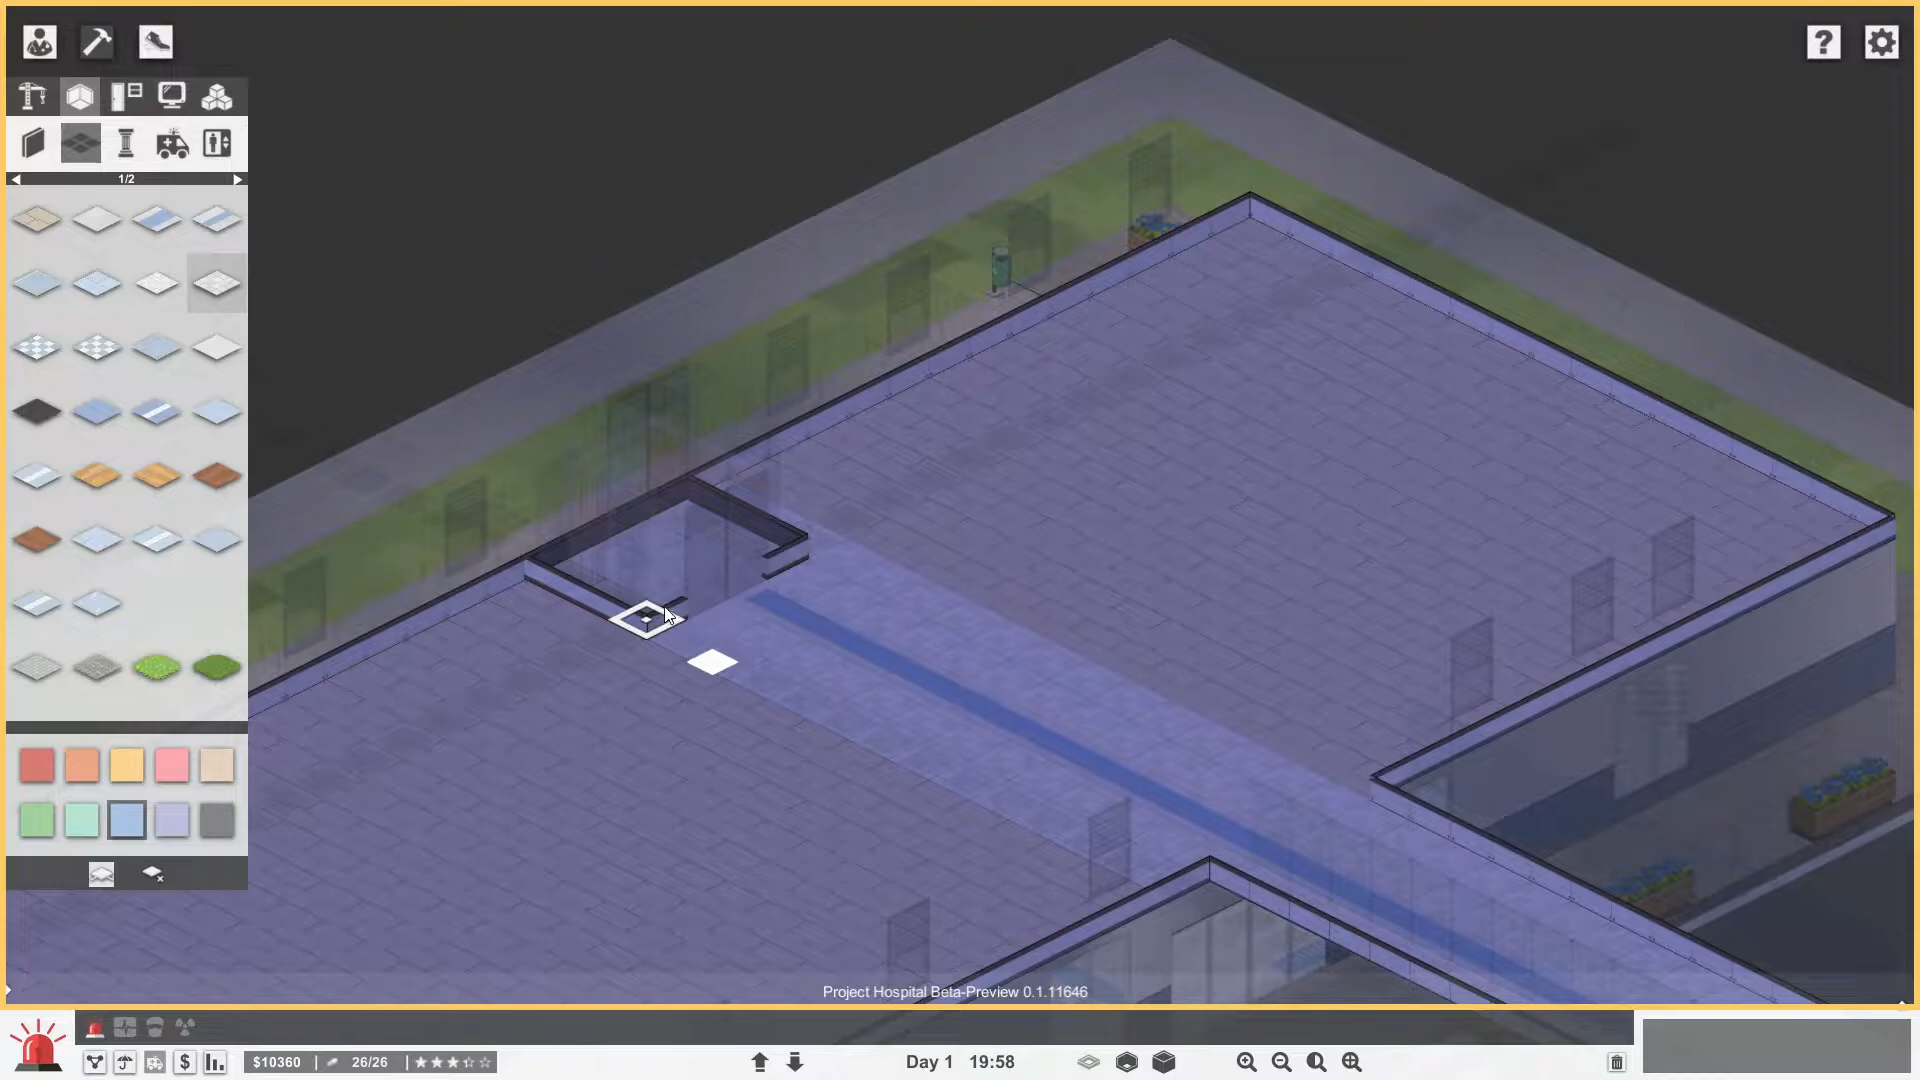 1/2
Project Hospital Beta-Preview 0.1.11646
$10360 | 26/26 |
Day 1 19:58